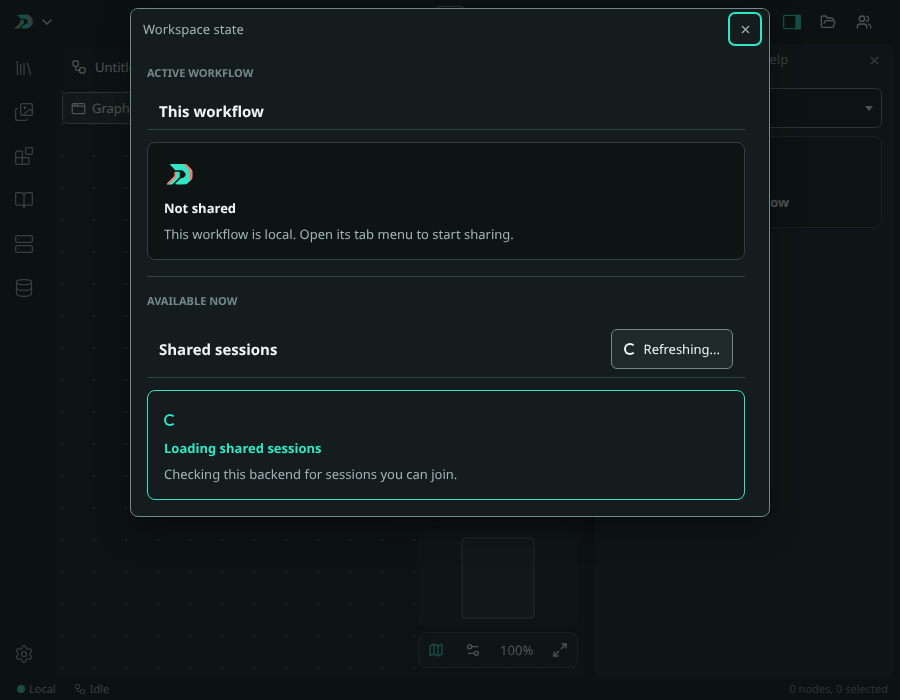 Workspace state
ACTIVE WORKFLOW
This workflow
Not shared
This workflow is local. Open its tab menu to start sharing.
AVAILABLE NOW
Shared sessions
Refreshing...
Loading shared sessions
Checking this backend for sessions you can join.
Untitl
Graph
elp
ow
100%
Local
Idle
0 nodes, 0 selected